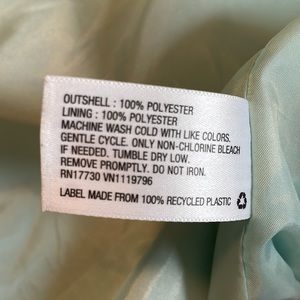 OUTSHELL : 100% POLYESTER
LINING : 100% POLYESTER
MACHINE WASH COLD WITH LIKE COLORS.
GENTLE CYCLE. ONLY NON-CHLORINE BLEACH
IF NEEDED. TUMBLE DRY LOW.
REMOVE PROMPTLY. DO NOT IRON.
RN17730 VN1119796
LABEL MADE FROM 100% RECYCLED PLASTIC